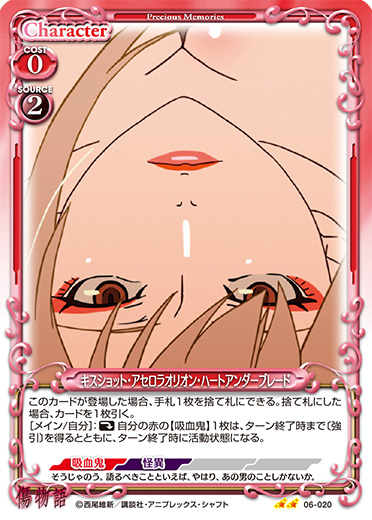 Precious Memories
Character
COST
0
SOURCE
2
キスショット・アセロラオリオン・ハートアンダーブレード
このカードが登場した場合、手札1枚を捨て札にできる。捨て札にした
場合、カードを1枚引く。
[メイン/自分]: 自分の赤の【吸血鬼】1枚は、ターン終了時まで〔強
引〕を得るとともに、ターン終了時に活動状態になる。
吸血鬼 怪異
そうじゃのう。語るべきことといえば、やはり、あの男のことしかないか。
傷物語
©西尾維新/講談社・アニプレックス・シャフト
06-020